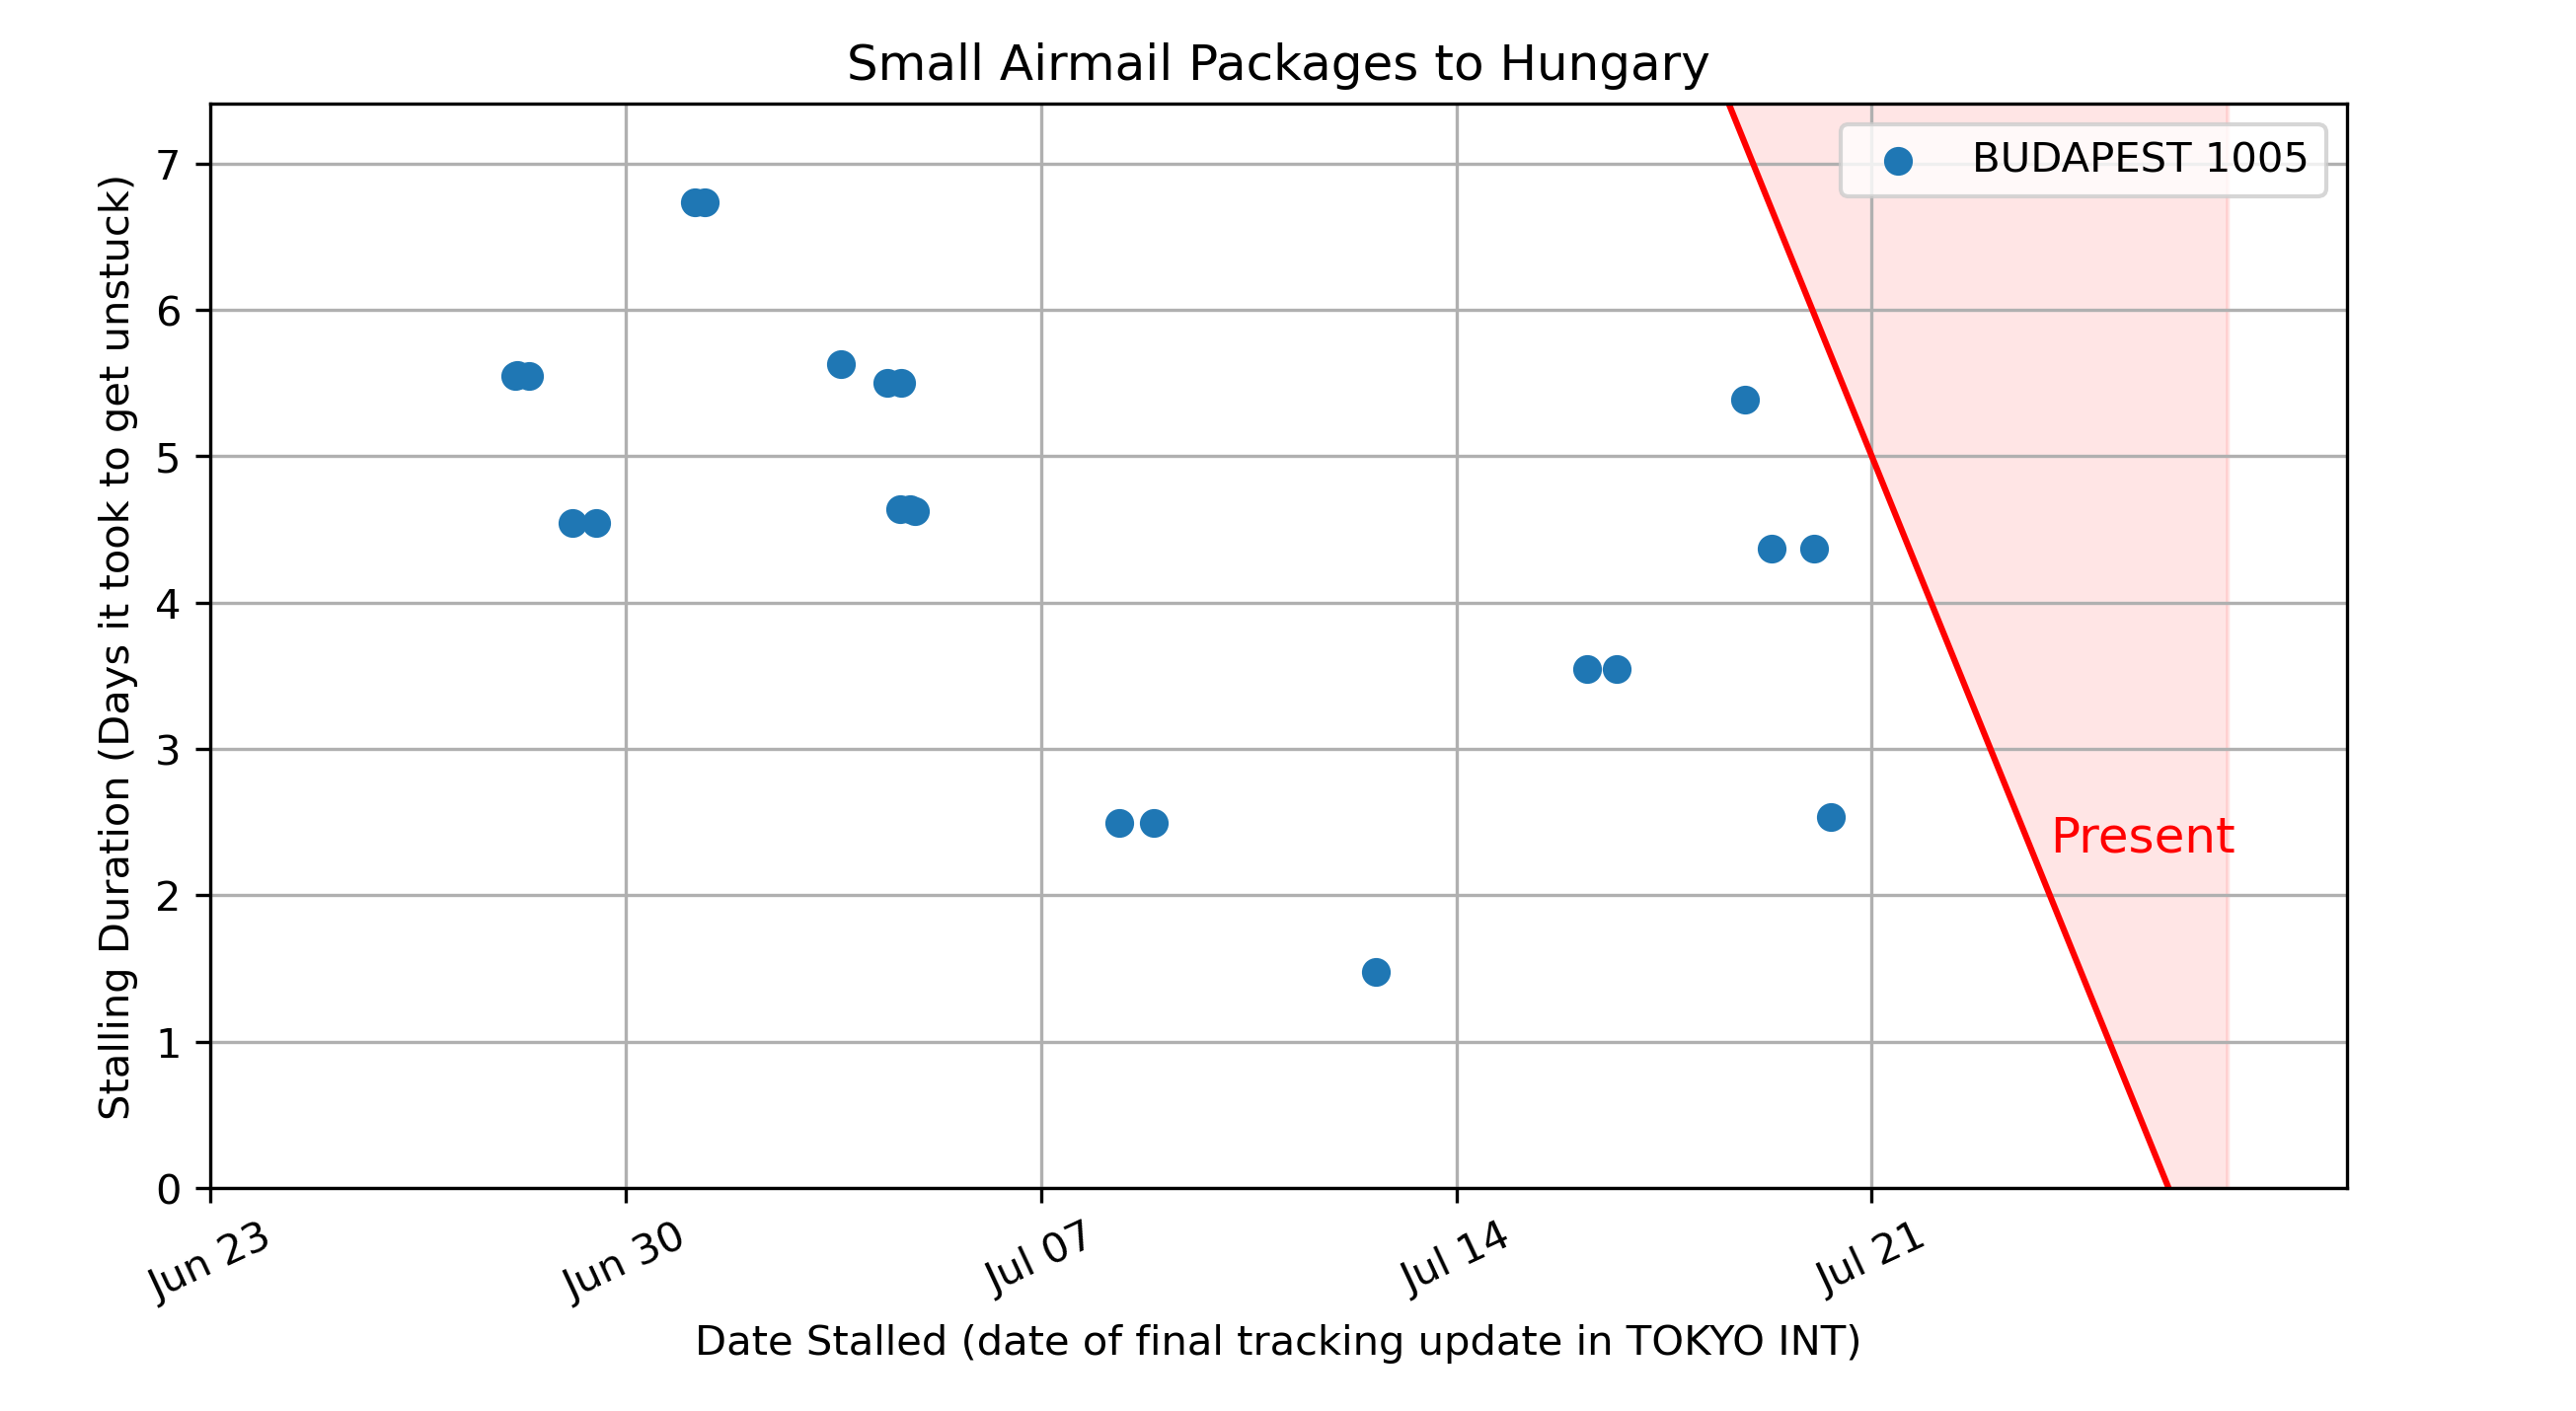 Small Airmail Packages to Hungary
BUDAPEST 1005
Stalling Duration (Days it took to get unstuck)
7
6
5
4
3
2
1
0
Present
Jun 23
Jun 30
Jul 07
Jul 14
Jul 21
Date Stalled (date of final tracking update in TOKYO INT)